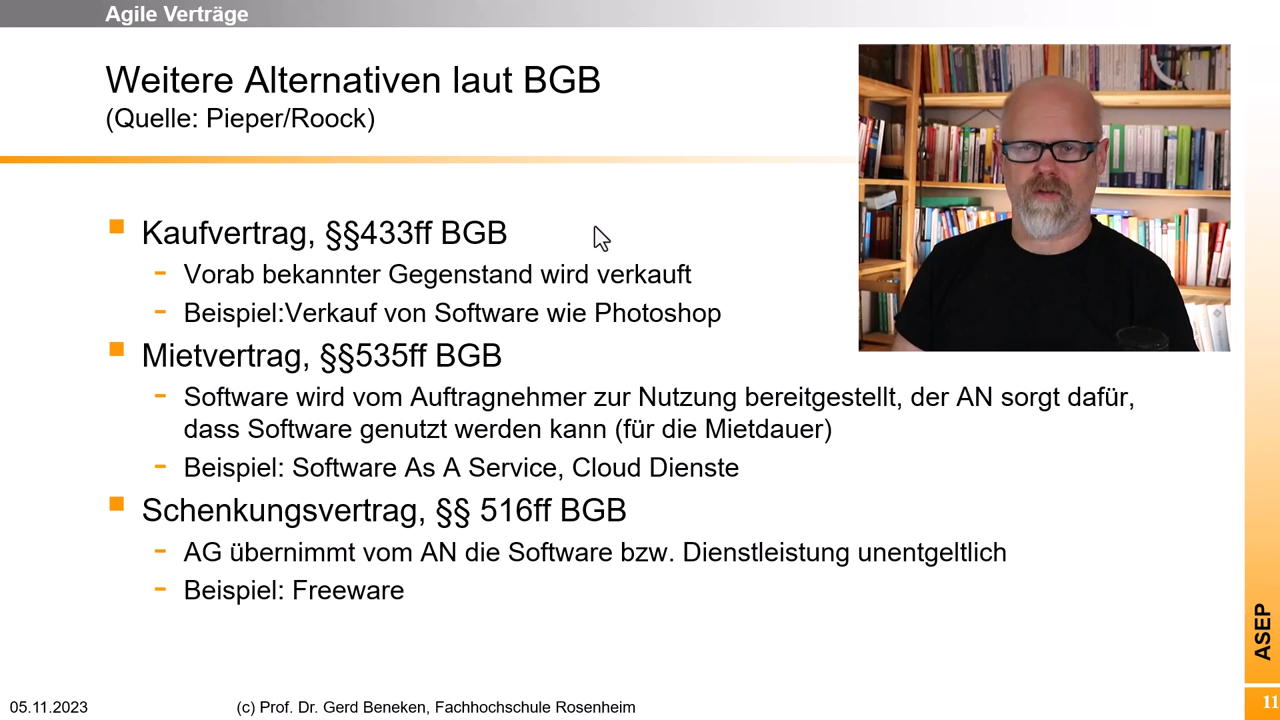 Agile Verträge
Weitere Alternativen laut BGB
(Quelle: Pieper/Roock)
Kaufvertrag, §§433ff BGB
Vorab bekannter Gegenstand wird verkauft
Beispiel:Verkauf von Software wie Photoshop
Mietvertrag, §§535ff BGB
Software wird vom Auftragnehmer zur Nutzung bereitgestellt, der AN sorgt dafür,
dass Software genutzt werden kann (für die Mietdauer)
Beispiel: Software As A Service, Cloud Dienste
Schenkungsvertrag, §§ 516ff BGB
AG übernimmt vom AN die Software bzw. Dienstleistung unentgeltlich
Beispiel: Freeware
ASEP
05.11.2023
(c) Prof. Dr. Gerd Beneken, Fachhochschule Rosenheim
11